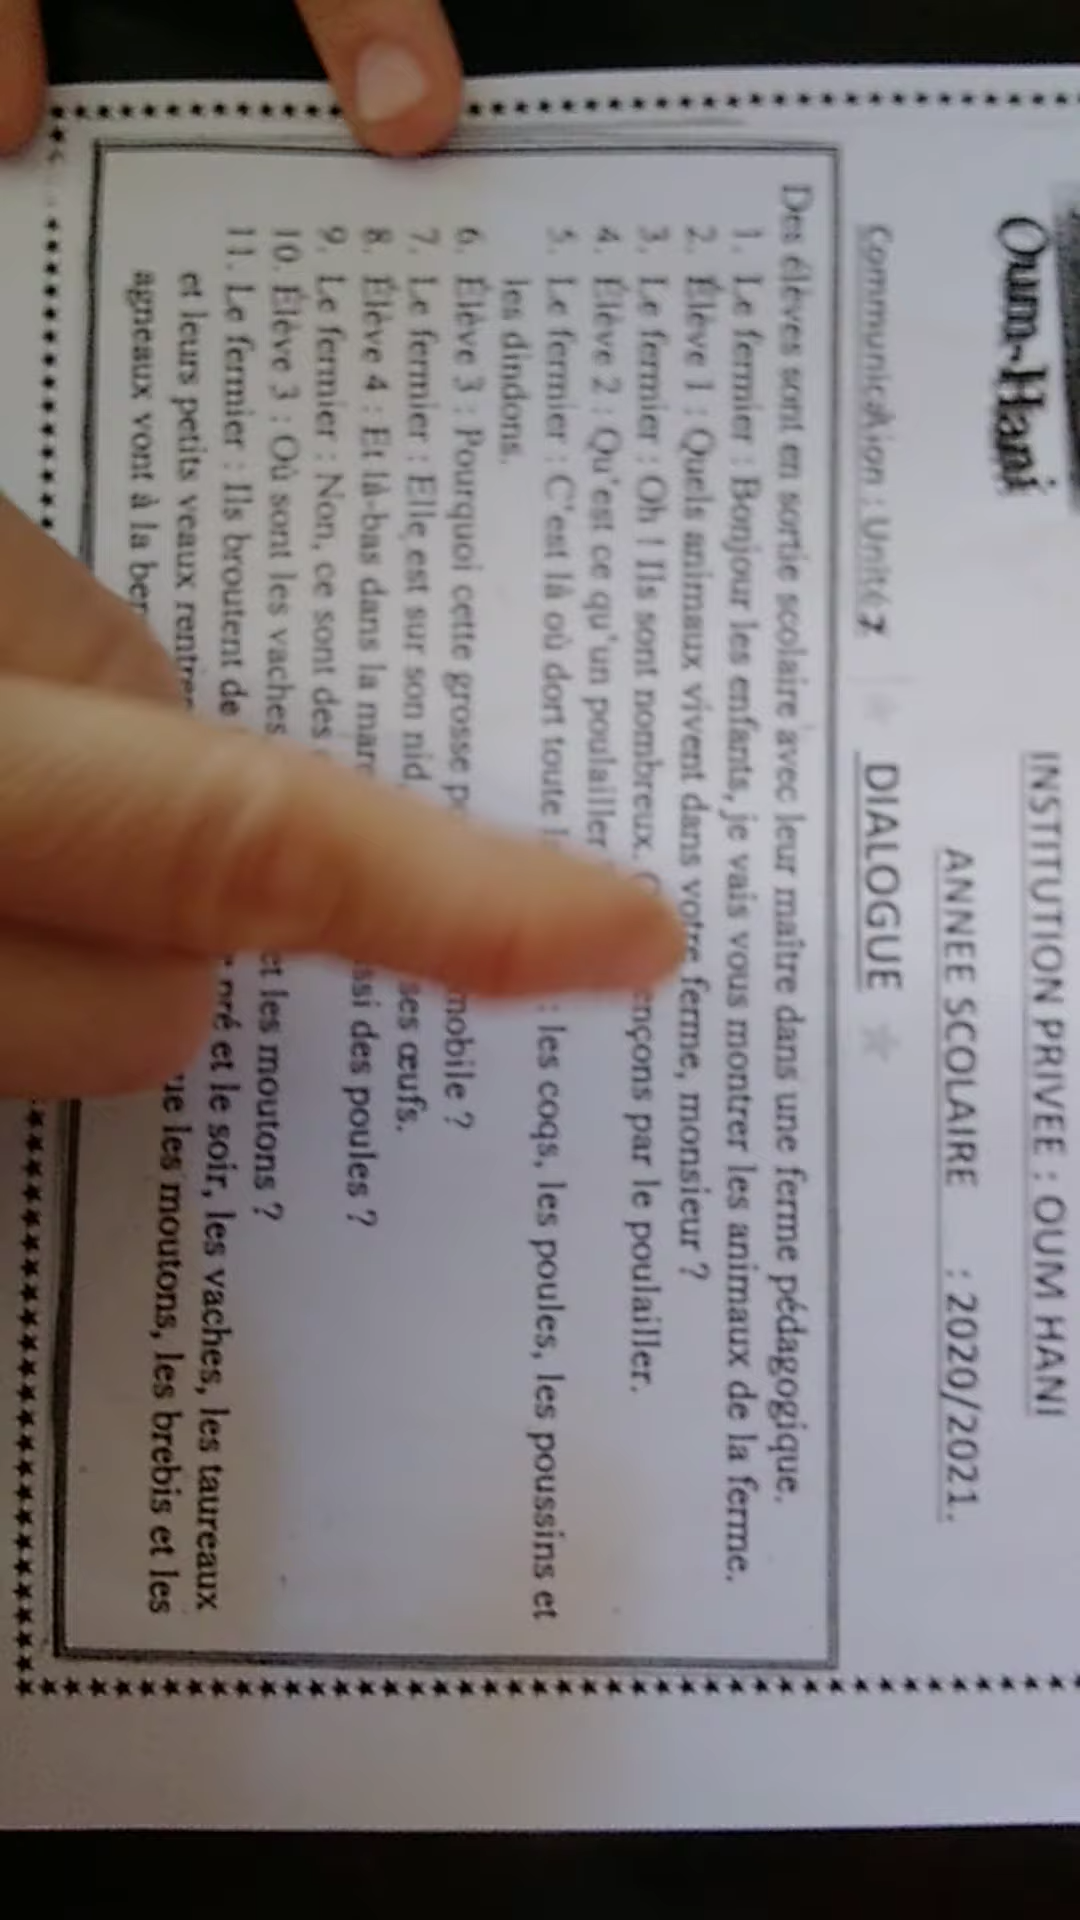 Oum-Hani
INSTITUTION PRIVEE : OUM HANI
ANNEE SCOLAIRE : 2020/2021.
Communication : Unité 7 DIALOGUE
Des élèves sont en sortie scolaire avec leur maître dans une ferme pédagogique.
1. Le fermier : Bonjour les enfants, je vais vous montrer les animaux de la ferme.
2. Élève 1 : Quels animaux vivent dans votre ferme, monsieur ?
3. Le fermier : Oh ! Ils sont nombreux. ençons par le poulailler.
4. Élève 2 : Qu'est ce qu'un poulailler
5. Le fermier : C'est là où dort toute : les coqs, les poules, les poussins et
les dindons.
6. Élève 3 : Pourquoi cette grosse mobile ?
7. Le fermier : Elle est sur son nid, ses œufs.
8. Élève 4 : Et là-bas dans la mare ssi des poules ?
9. Le fermier : Non, ce sont des
10. Élève 3 : Où sont les vaches et les moutons ?
11. Le fermier : Ils broutent de pré et le soir, les vaches, les taureaux
et leurs petits veaux les moutons, les brebis et les
agneaux vont à la